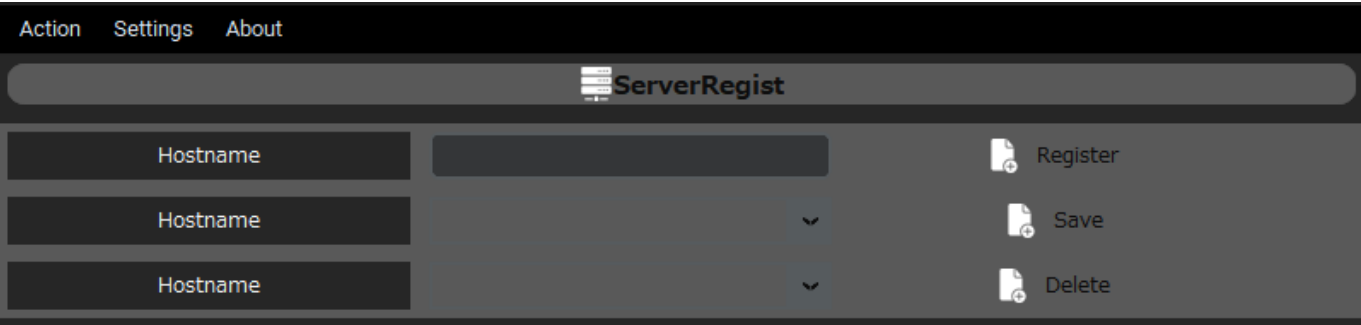 Action Settings About
ServerRegist
Hostname Register
Hostname Save
Hostname Delete